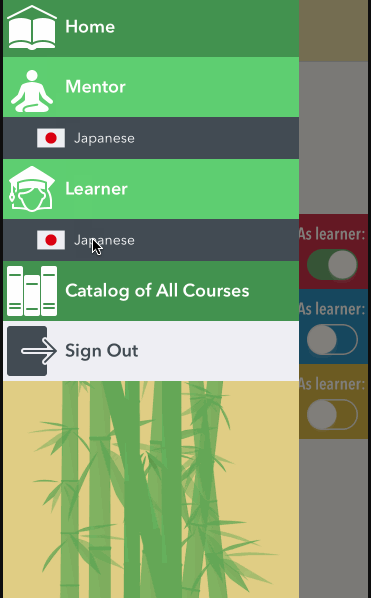 Home
Mentor
Japanese
Learner
As learner:
Japanese
Catalog of All Courses
As learner:
Sign Out
As learner: